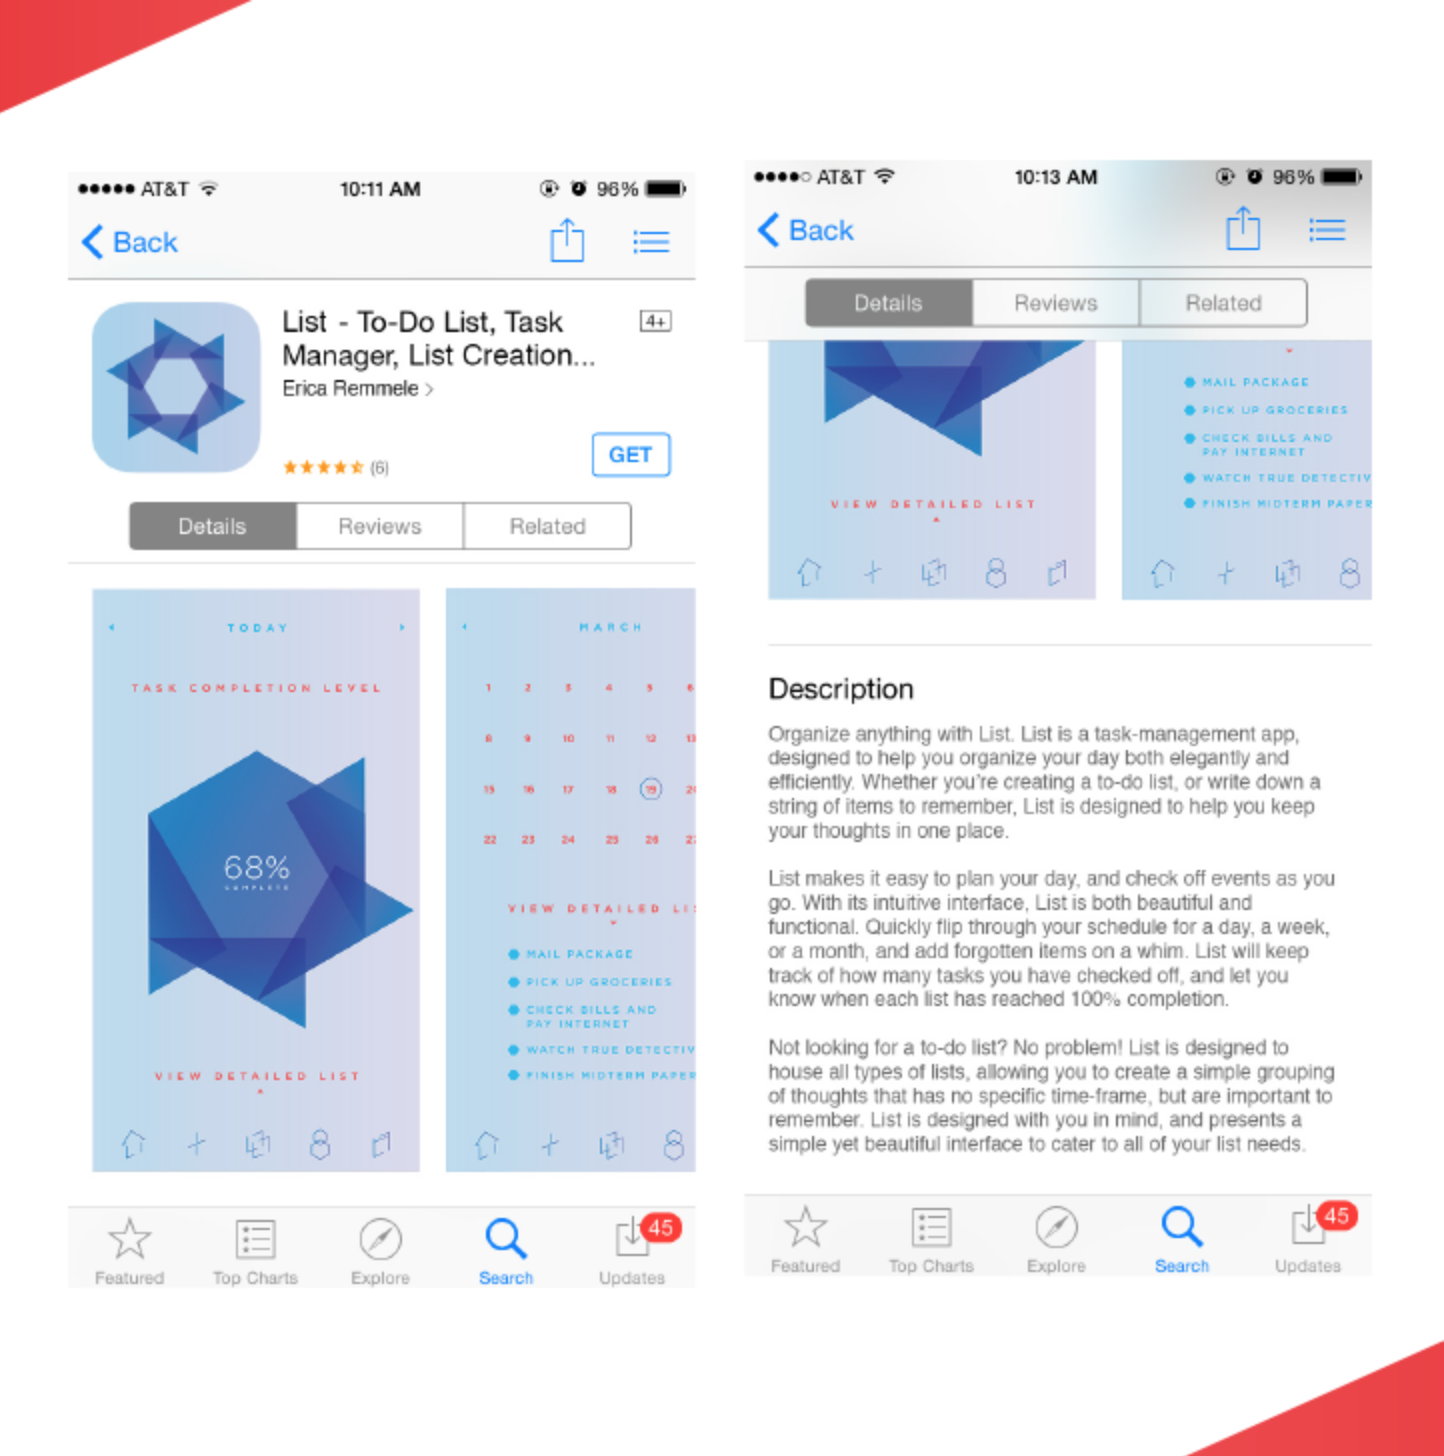 AT&T 10:11 AM 96%
Back
List - To-Do List, Task
Manager, List Creation...
4+
Erica Remmele >
(6)
GET
Details Reviews Related
TODAY
TASK COMPLETION LEVEL
68%
COMPLETE
VIEW DETAILED LIST
MARCH
1 2 3 4 5 6
8 9 10 11 12 13
15 16 17 18 19 20
22 23 24 25 26 27
VIEW DETAILED LIS
MAIL PACKAGE
PICK UP GROCERIES
CHECK BILLS AND
PAY INTERNET
WATCH TRUE DETECTIV
FINISH MIDTERM PAPER
Featured Top Charts Explore Search Updates
45
AT&T 10:13 AM 96%
Back
Details Reviews Related
VIEW DETAILED LIST
MAIL PACKAGE
PICK UP GROCERIES
CHECK BILLS AND
PAY INTERNET
WATCH TRUE DETECTIV
FINISH MIDTERM PAPER
Description
Organize anything with List. List is a task-management app,
designed to help you organize your day both elegantly and
efficiently. Whether you're creating a to-do list, or write down a
string of items to remember, List is designed to help you keep
your thoughts in one place.
List makes it easy to plan your day, and check off events as you
go. With its intuitive interface, List is both beautiful and
functional. Quickly flip through your schedule for a day, a week,
or a month, and add forgotten items on a whim. List will keep
track of how many tasks you have checked off, and let you
know when each list has reached 100% completion.
Not looking for a to-do list? No problem! List is designed to
house all types of lists, allowing you to create a simple grouping
of thoughts that has no specific time-frame, but are important to
remember. List is designed with you in mind, and presents a
simple yet beautiful interface to cater to all of your list needs.
Featured Top Charts Explore Search Updates
45